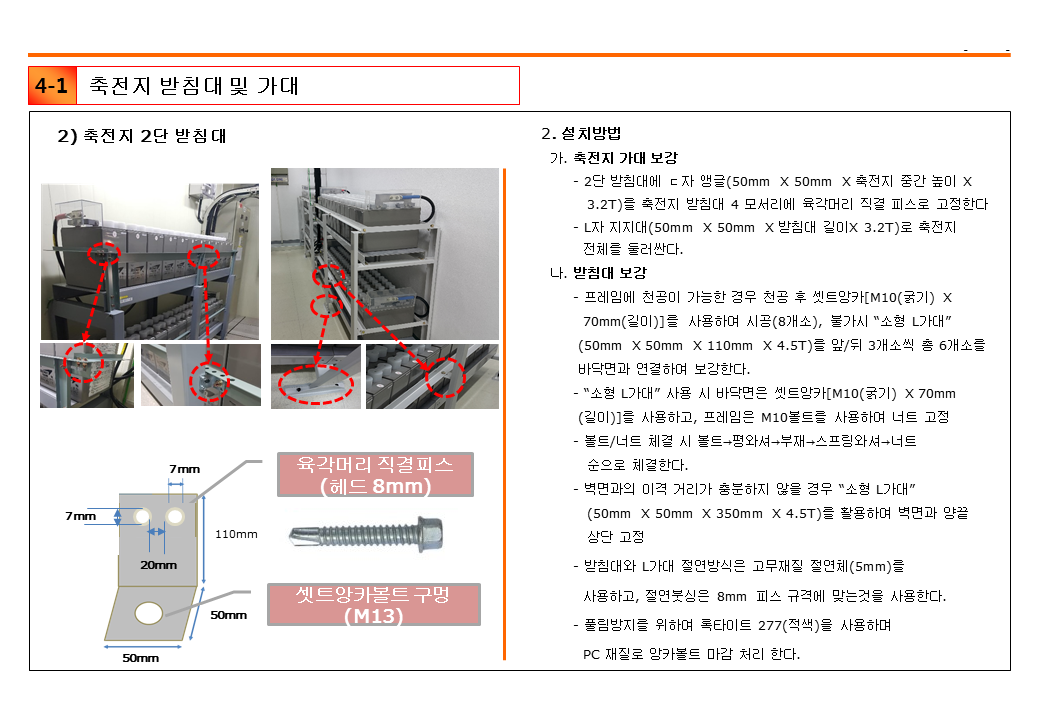 4-1 축전지 받침대 및 가대
2) 축전지 2단 받침대
7mm
7mm
20mm
110mm
50mm
50mm
육각머리 직결피스
(헤드 8mm)
셋트앙카볼트 구멍
(M13)
2. 설치방법
가. 축전지 가대 보강
- 2단 받침대에 ㄷ자 앵글(50mm X 50mm X 축전지 중간 높이 X
3.2T)를 축전지 받침대 4 모서리에 육각머리 직결 피스로 고정한다
- L자 지지대(50mm X 50mm X 받침대 길이X 3.2T)로 축전지
전체를 둘러싼다.
나. 받침대 보강
- 프레임에 천공이 가능한 경우 천공 후 셋트앙카[M10(굵기) X
70mm(길이)]를 사용하여 시공(8개소), 불가시 “소형 L가대”
(50mm X 50mm X 110mm X 4.5T)를 앞/뒤 3개소씩 총 6개소를
바닥면과 연결하여 보강한다.
- “소형 L가대” 사용 시 바닥면은 셋트앙카[M10(굵기) X 70mm
(길이)]를 사용하고, 프레임은 M10볼트를 사용하여 너트 고정
- 볼트/너트 체결 시 볼트→평와셔→부재→스프링와셔→너트
순으로 체결한다.
- 벽면과의 이격 거리가 충분하지 않을 경우 “소형 L가대”
(50mm X 50mm X 350mm X 4.5T)를 활용하여 벽면과 양끝
상단 고정
- 받침대와 L가대 절연방식은 고무재질 절연체(5mm)를
사용하고, 절연붓싱은 8mm 피스 규격에 맞는것을 사용한다.
- 풀림방지를 위하여 록타이트 277(적색)을 사용하며
PC 재질로 앙카볼트 마감 처리 한다.